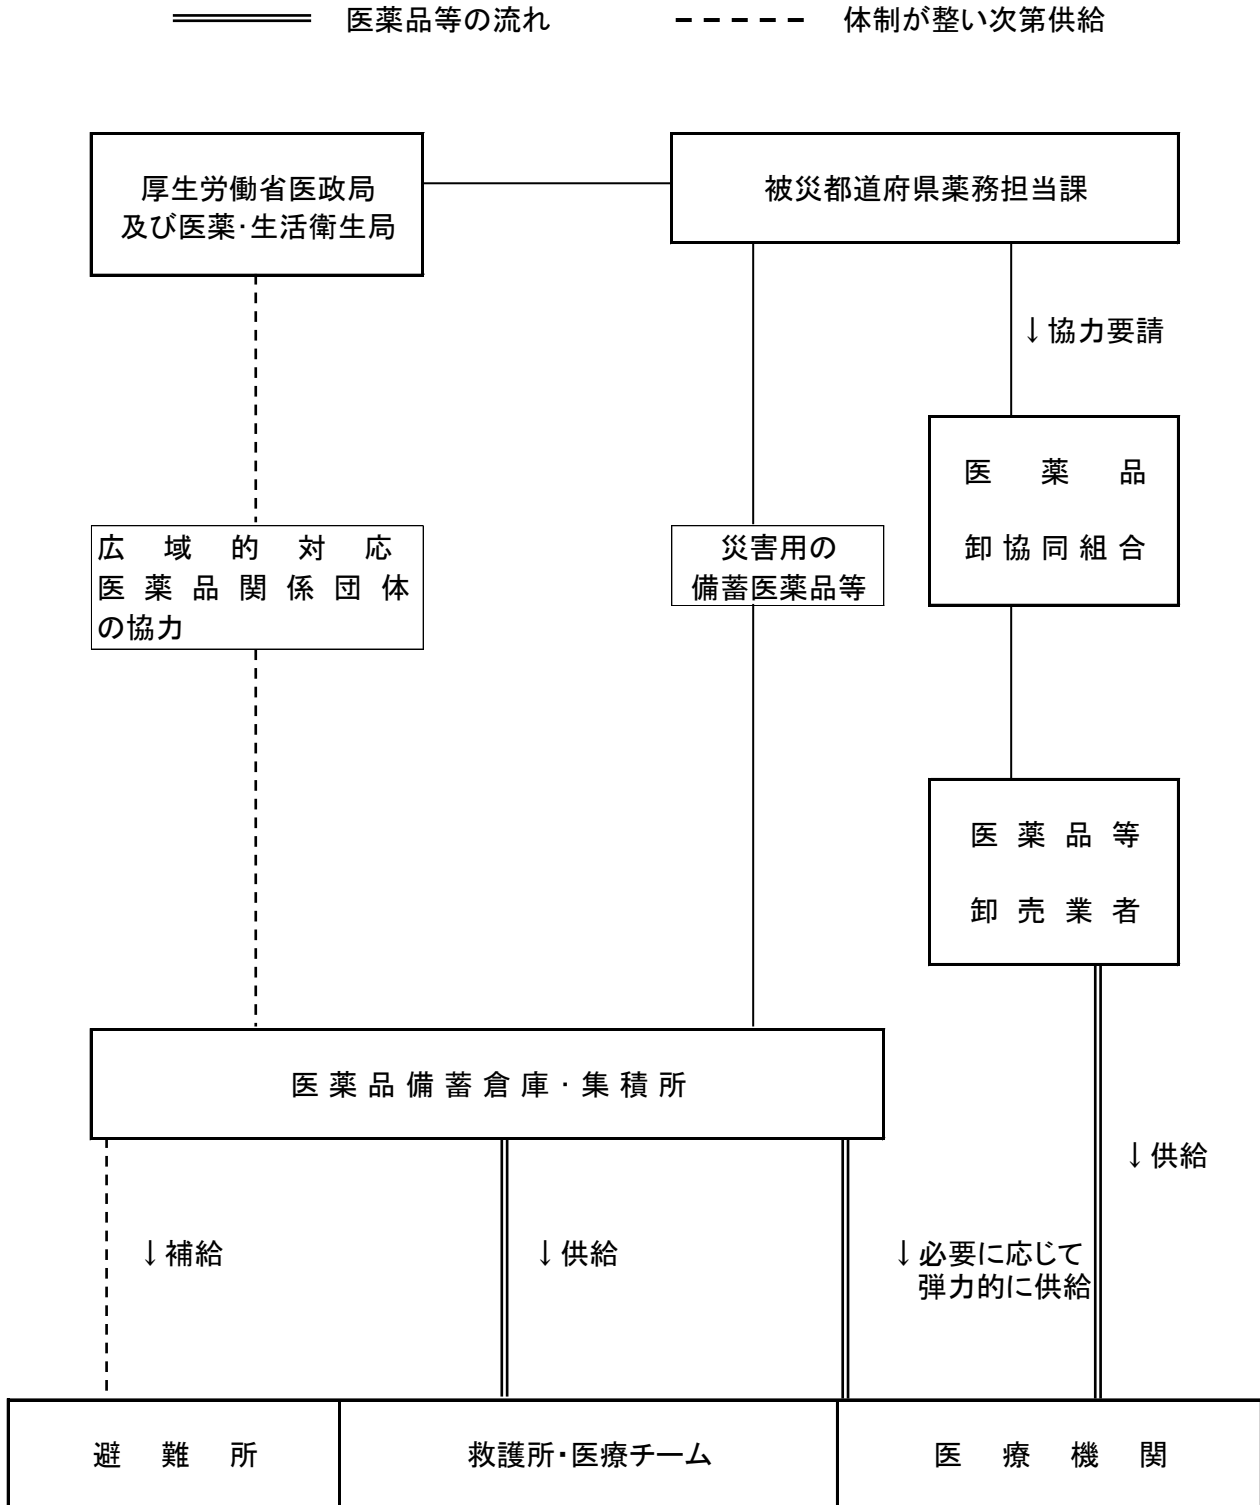 医薬品等の流れ
体制が整い次第供給
厚生労働省医政局
及び医薬・生活衛生局
被災都道府県薬務担当課
↓協力要請
医薬品
卸協同組合
広域的対応
医薬品関係団体
の協力
災害用の
備蓄医薬品等
医薬品等
卸売業者
医薬品備蓄倉庫・集積所
↓供給
↓補給
↓供給
↓必要に応じて
弾力的に供給
避難所
救護所・医療チーム
医療機関